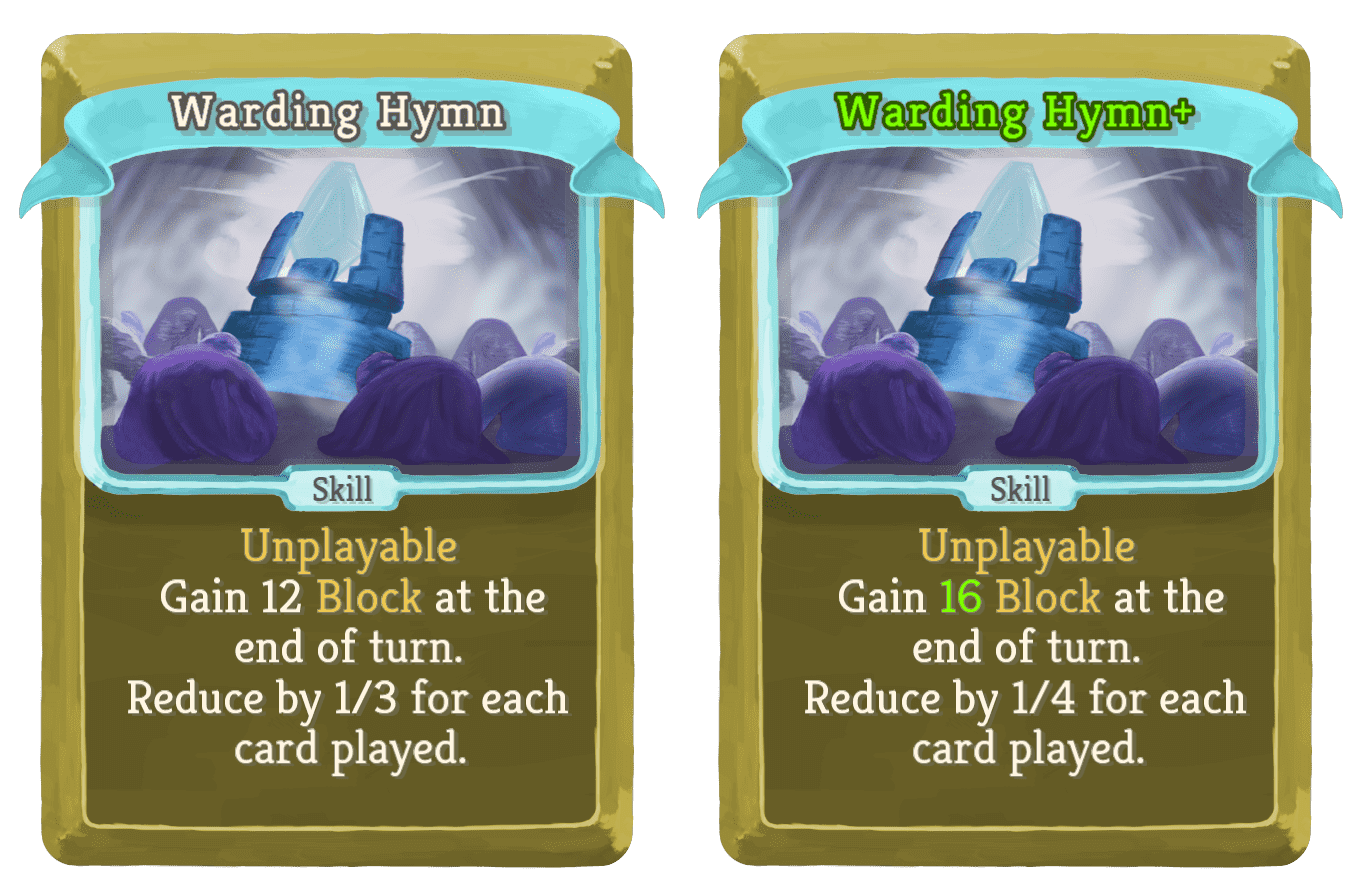 Warding Hymn
Skill
Unplayable
Gain 12 Block at the
end of turn.
Reduce by 1/3 for each
card played.
Warding Hymn+
Skill
Unplayable
Gain 16 Block at the
end of turn.
Reduce by 1/4 for each
card played.